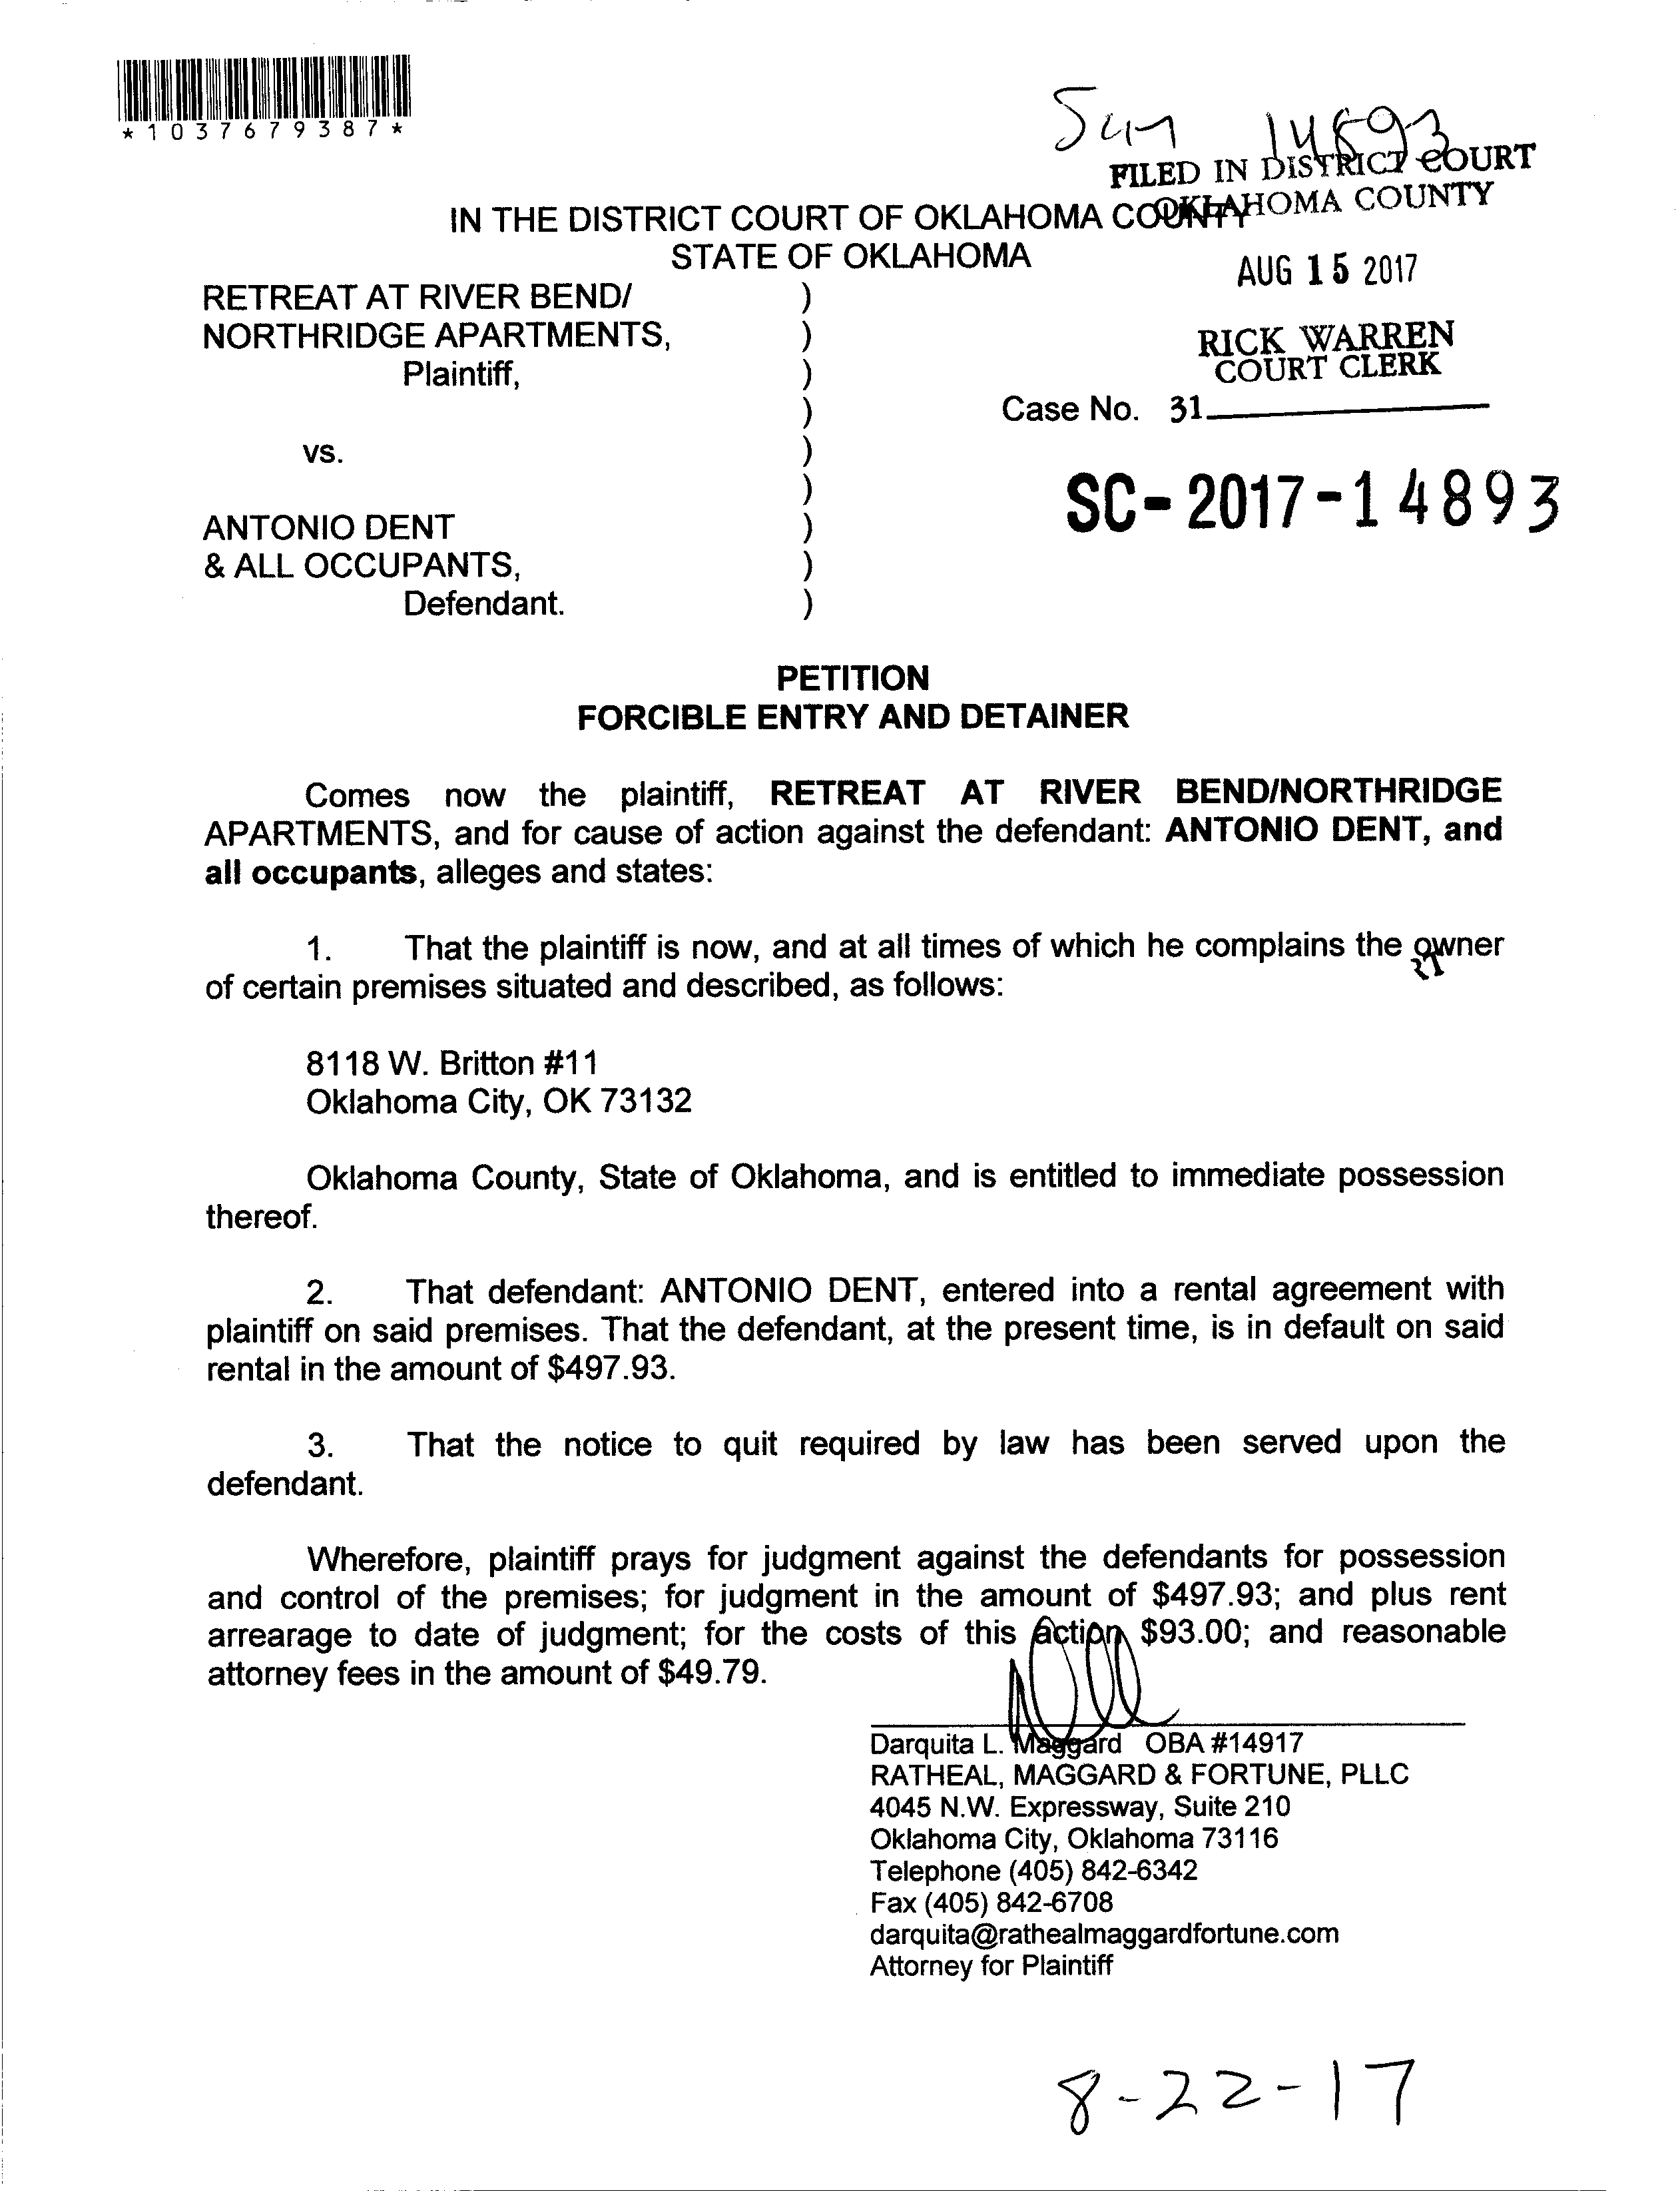 *1037679387*
14893
FILED IN DISTRICT COURT
OKLAHOMA COUNTY
IN THE DISTRICT COURT OF OKLAHOMA COUNTY
STATE OF OKLAHOMA
AUG 15 2017
RETREAT AT RIVER BEND/ )
NORTHRIDGE APARTMENTS, )
RICK WARREN
COURT CLERK
Plaintiff, )
)
Case No. 31
vs. )
)
SC-2017-14893
ANTONIO DENT )
& ALL OCCUPANTS, )
Defendant. )
PETITION
FORCIBLE ENTRY AND DETAINER
Comes now the plaintiff, RETREAT AT RIVER BEND/NORTHRIDGE
APARTMENTS, and for cause of action against the defendant: ANTONIO DENT, and
all occupants, alleges and states:
1. That the plaintiff is now, and at all times of which he complains the owner
of certain premises situated and described, as follows:
8118 W. Britton #11
Oklahoma City, OK 73132
Oklahoma County, State of Oklahoma, and is entitled to immediate possession
thereof.
2. That defendant: ANTONIO DENT, entered into a rental agreement with
plaintiff on said premises. That the defendant, at the present time, is in default on said
rental in the amount of $497.93.
3. That the notice to quit required by law has been served upon the
defendant.
Wherefore, plaintiff prays for judgment against the defendants for possession
and control of the premises; for judgment in the amount of $497.93; and plus rent
arrearage to date of judgment; for the costs of this action $93.00; and reasonable
attorney fees in the amount of $49.79.
Darquita L. Maggard OBA #14917
RATHEAL, MAGGARD & FORTUNE, PLLC
4045 N.W. Expressway, Suite 210
Oklahoma City, Oklahoma 73116
Telephone (405) 842-6342
Fax (405) 842-6708
darquita@rathealmaggardfortune.com
Attorney for Plaintiff
8-22-17